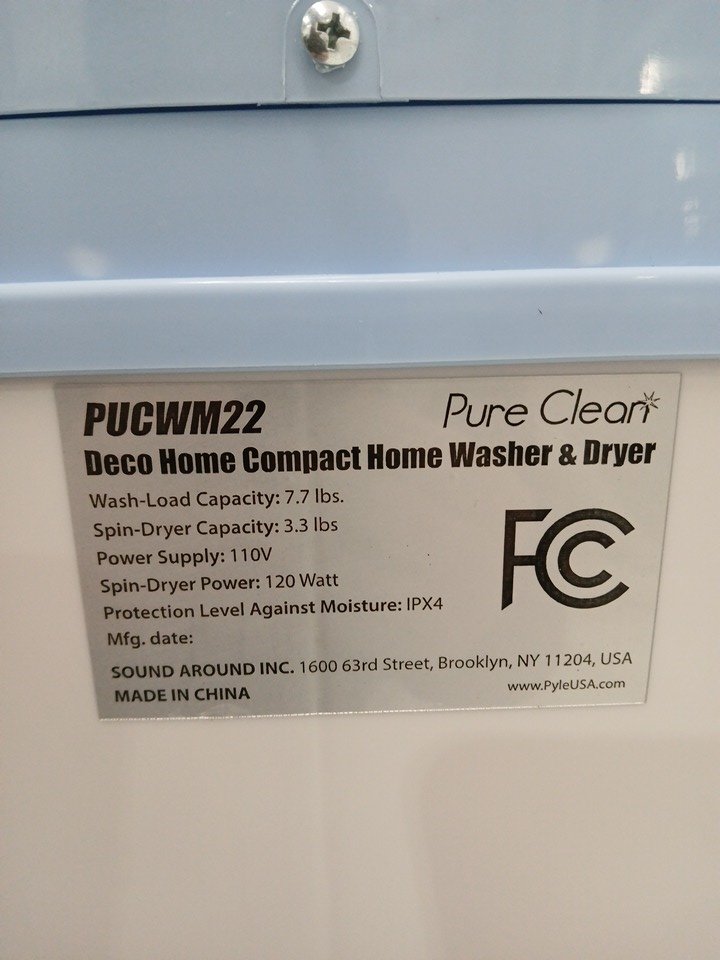 PUCWM22
Pure Clean
Deco Home Compact Home Washer & Dryer
Wash-Load Capacity: 7.7 lbs.
Spin-Dryer Capacity: 3.3 lbs
Power Supply: 110V
Spin-Dryer Power: 120 Watt
Protection Level Against Moisture: IPX4
Mfg. date:
FCC
SOUND AROUND INC. 1600 63rd Street, Brooklyn, NY 11204, USA
MADE IN CHINA
www.PyleUSA.com